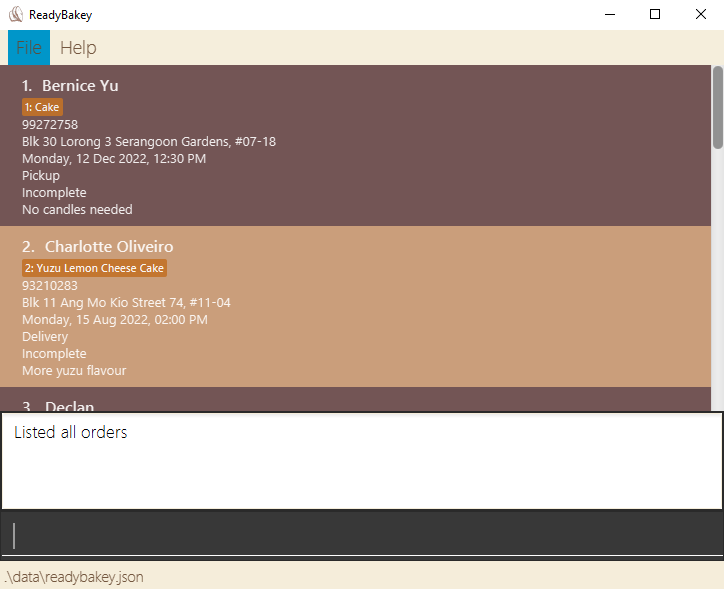 ReadyBakey
File Help
1. Bernice Yu
1: Cake
99272758
Blk 30 Lorong 3 Serangoon Gardens, #07-18
Monday, 12 Dec 2022, 12:30 PM
Pickup
Incomplete
No candles needed
2. Charlotte Oliveiro
2: Yuzu Lemon Cheese Cake
93210283
Blk 11 Ang Mo Kio Street 74, #11-04
Monday, 15 Aug 2022, 02:00 PM
Delivery
Incomplete
More yuzu flavour
3. Declan
Listed all orders
.\data\readybakey.json